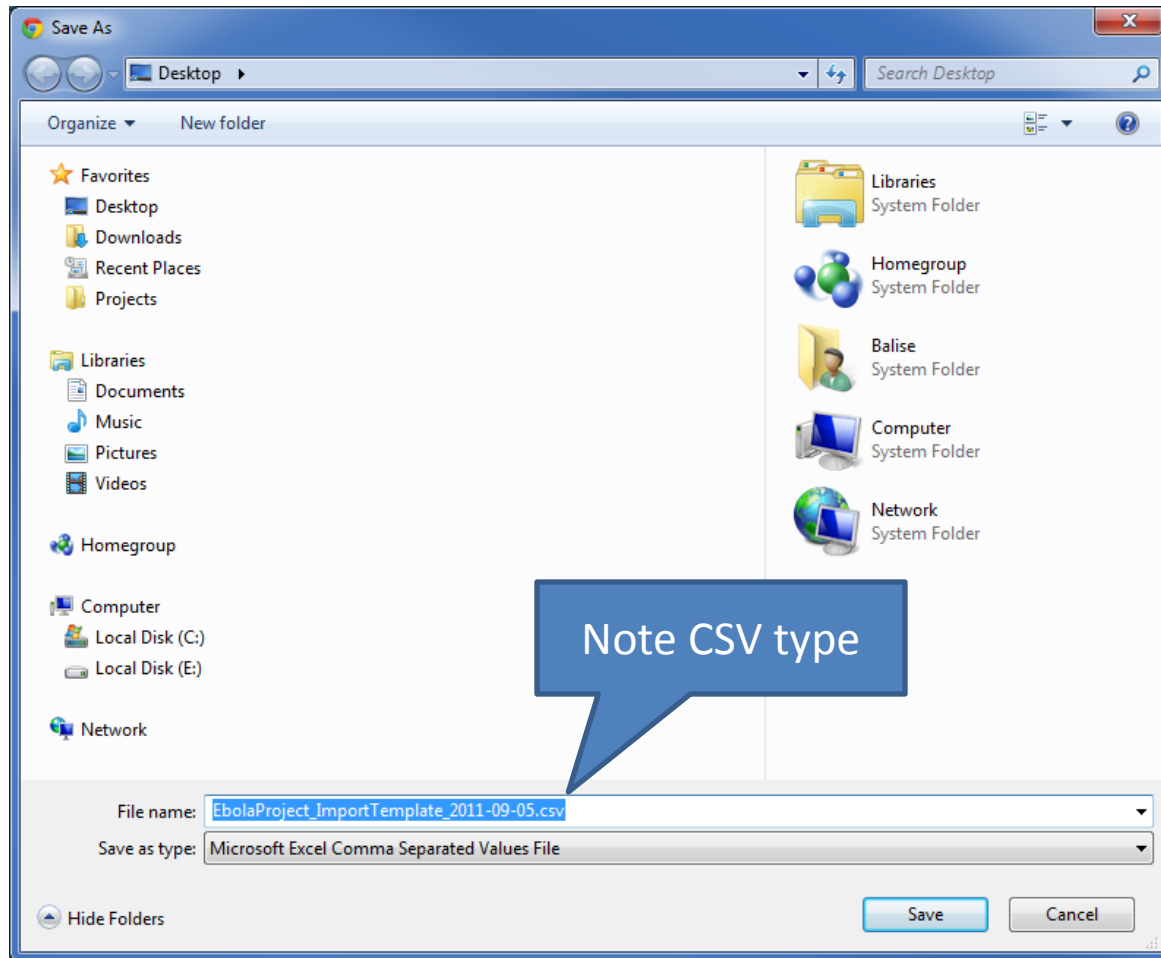 Save As
Desktop
Search Desktop
Organize
New folder
Favorites
Desktop
Downloads
Recent Places
Projects
Libraries
Documents
Music
Pictures
Videos
Homegroup
Computer
Local Disk (C:)
Local Disk (E:)
Network
Libraries
System Folder
Homegroup
System Folder
Balise
System Folder
Computer
System Folder
Network
System Folder
Note CSV type
File name: EbolaProject_ImportTemplate_2011-09-05.csv
Save as type: Microsoft Excel Comma Separated Values File
Hide Folders
Save
Cancel